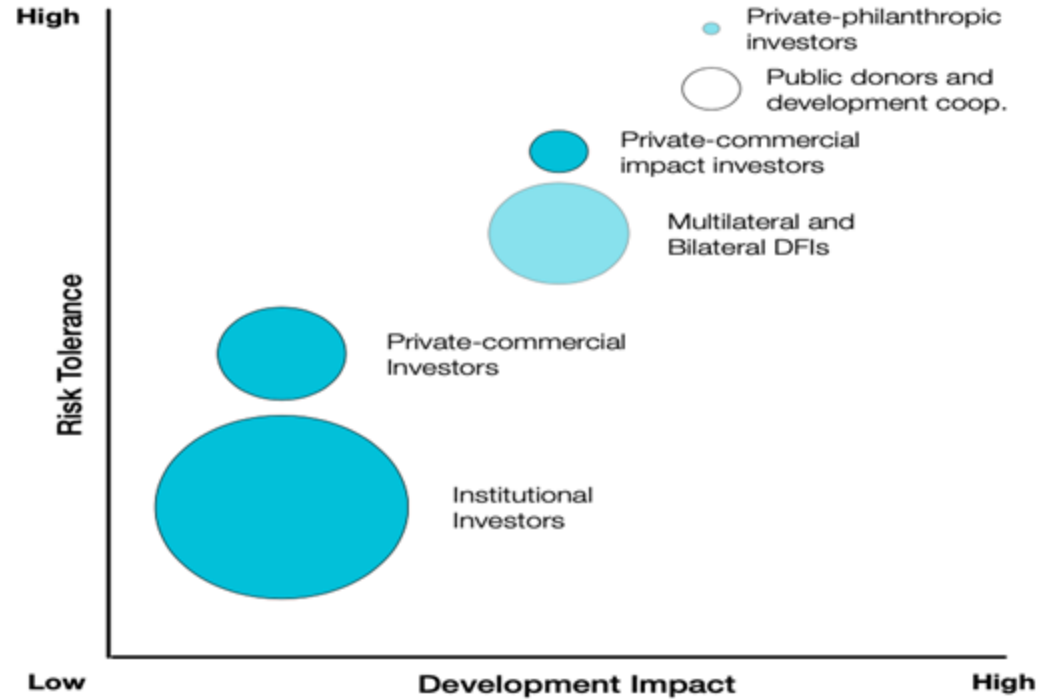 High
Private-philanthropic
investors
Public donors and
development coop.
Private-commercial
impact investors
Multilateral and
Bilateral DFIs
Risk Tolerance
Private-commercial
Investors
Institutional
Investors
Low
Development Impact
High